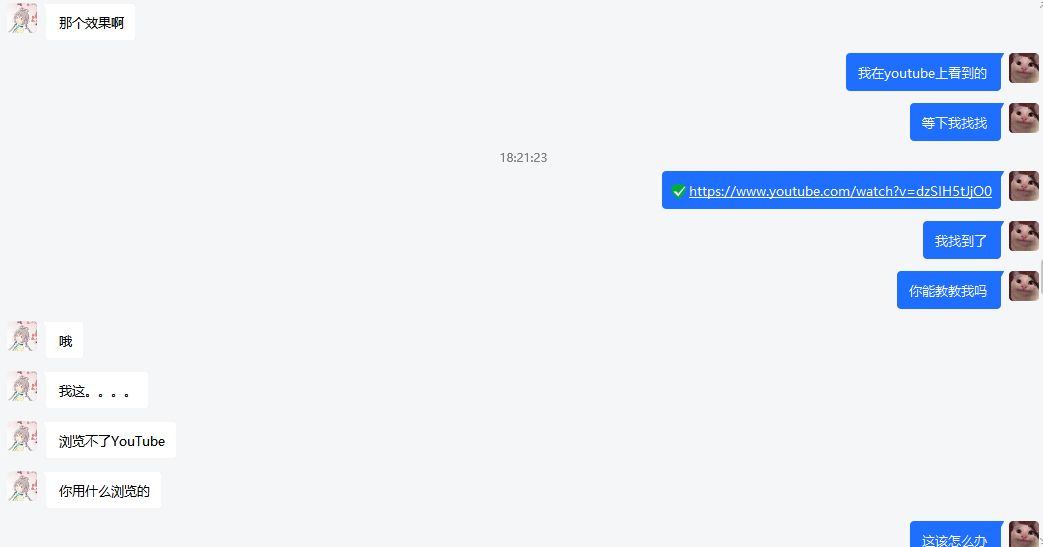 那个效果啊
我在youtube上看到的
等下我找找
18:21:23
https://www.youtube.com/watch?v=dzSIH5tJjO0
我找到了
你能教教我吗
哦
我这。。。。
浏览不了YouTube
你用什么浏览的
这该怎么办